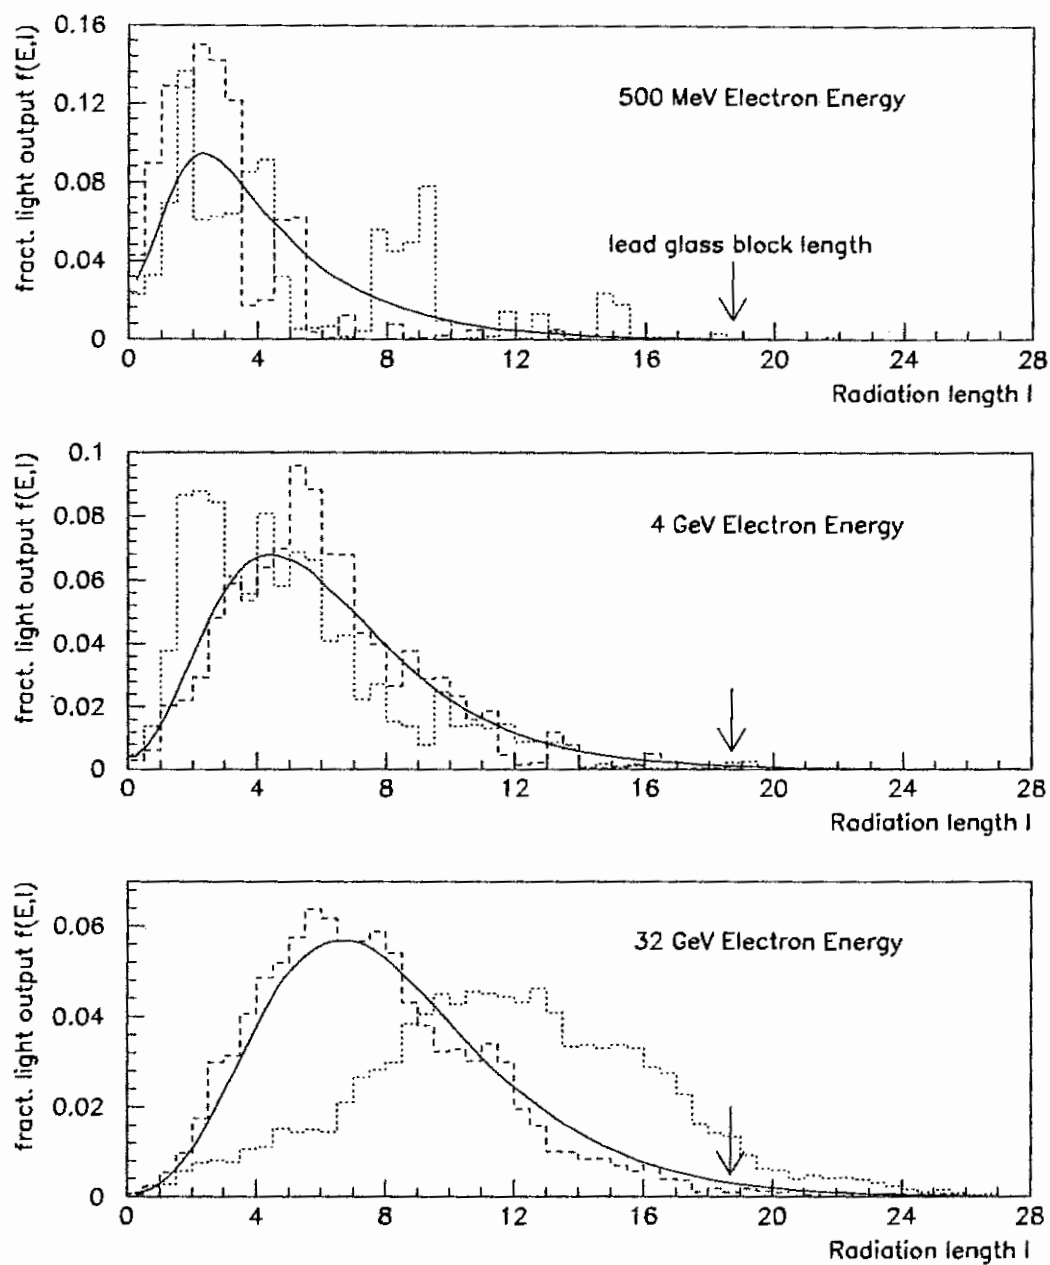 fract. light output f(E,l)
0.16
0.12
0.08
0.04
0
500 MeV Electron Energy
lead glass block length
0 4 8 12 16 20 24 28
Radiation length l
fract. light output f(E,l)
0.1
0.08
0.06
0.04
0.02
0
4 GeV Electron Energy
0 4 8 12 16 20 24 28
Radiation length l
fract. light output f(E,l)
0.06
0.04
0.02
0
32 GeV Electron Energy
0 4 8 12 16 20 24 28
Radiation length l